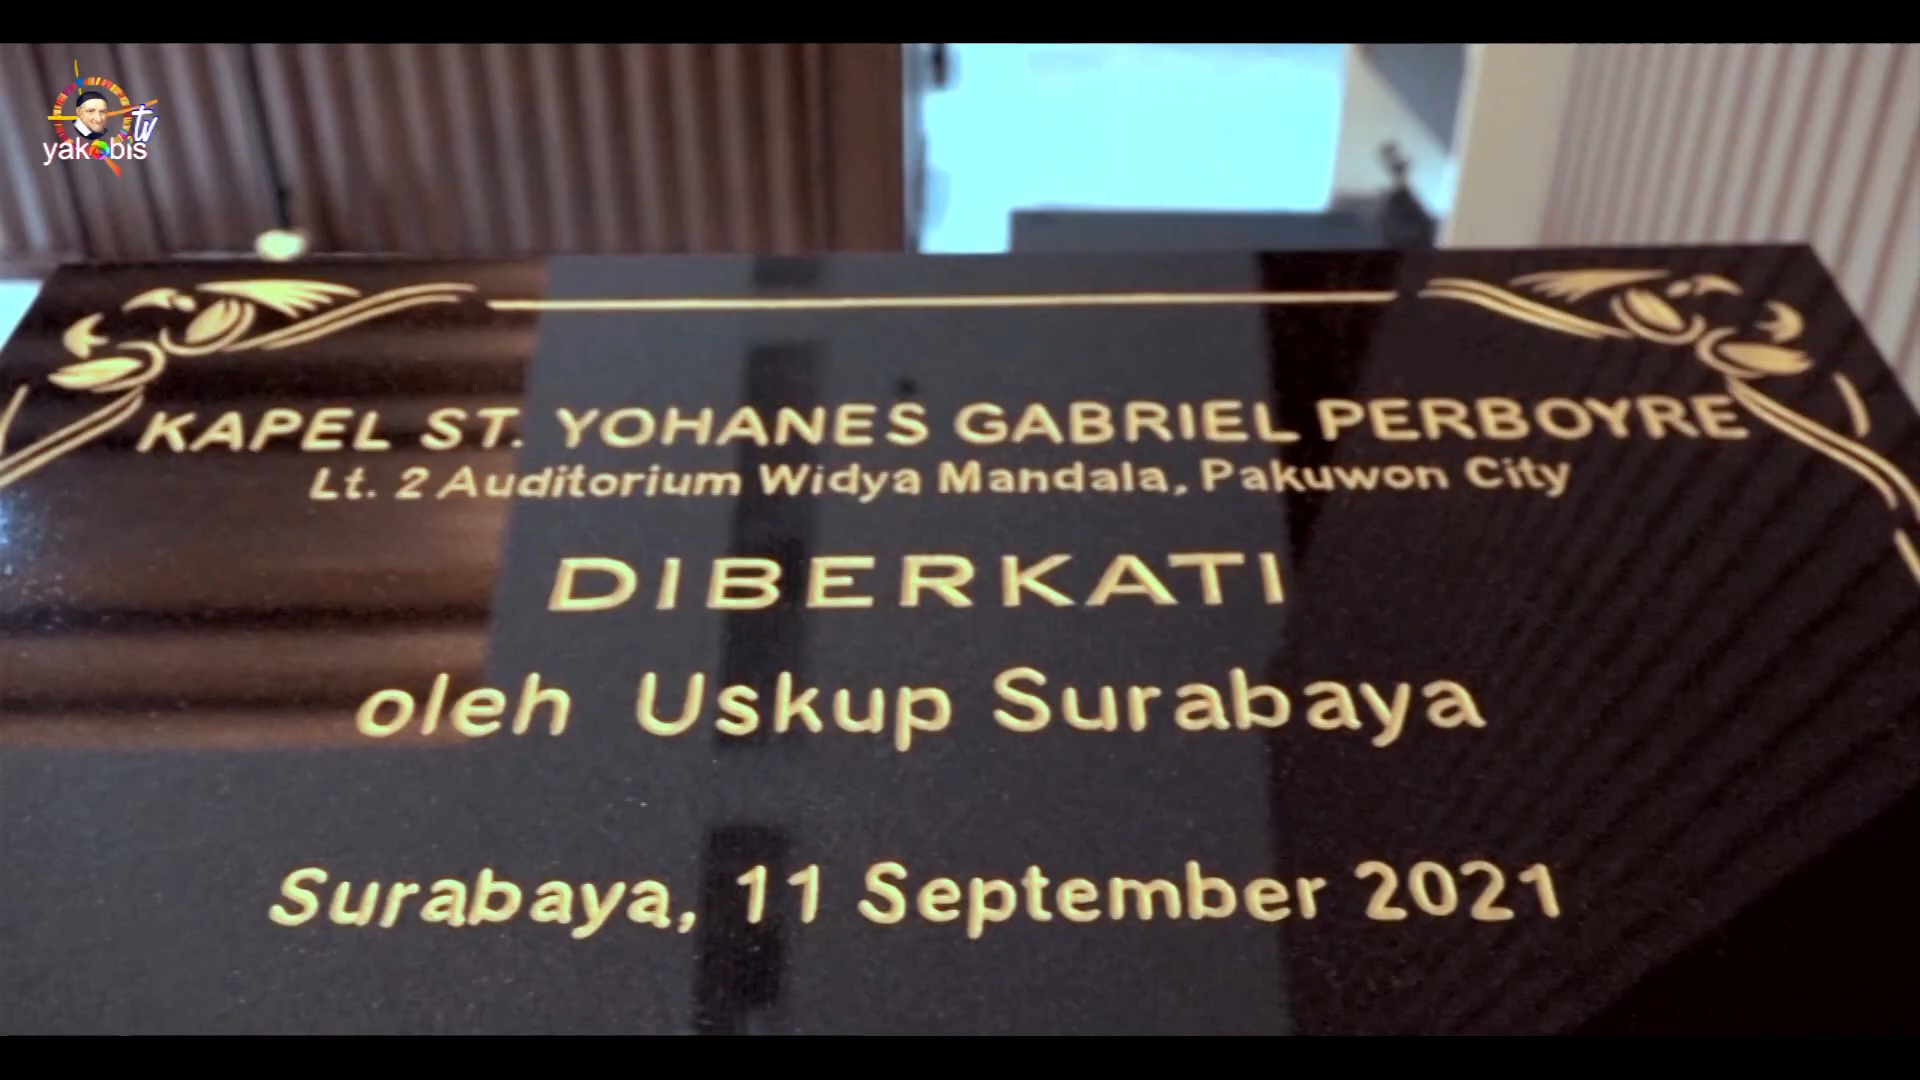 tv
yakobis
KAPEL ST. YOHANES GABRIEL PERBOYRE
Lt. 2 Auditorium Widya Mandala, Pakuwon City
DIBERKATI
oleh Uskup Surabaya
Surabaya, 11 September 2021